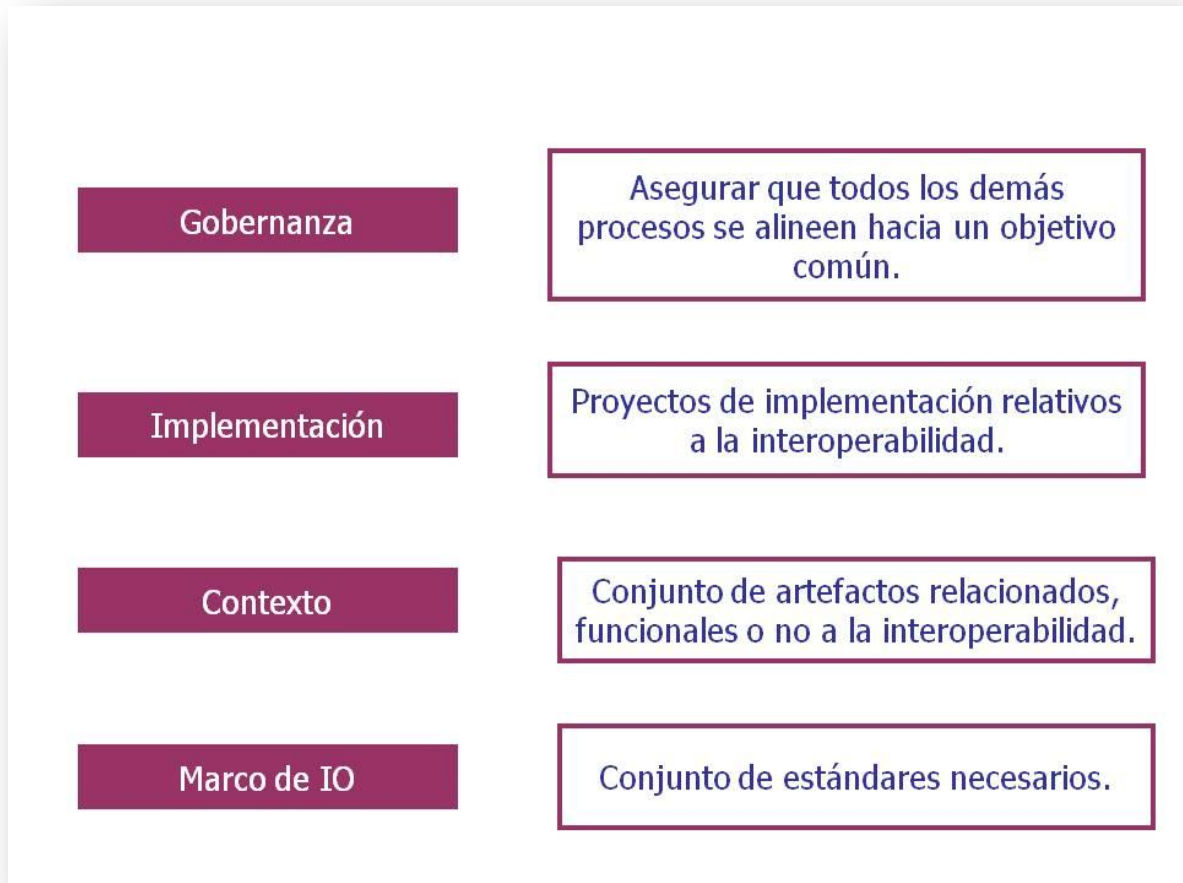 Gobernanza
Asegurar que todos los demás
procesos se alineen hacia un objetivo
común.
Implementación
Proyectos de implementación relativos
a la interoperabilidad.
Contexto
Conjunto de artefactos relacionados,
funcionales o no a la interoperabilidad.
Marco de IO
Conjunto de estándares necesarios.